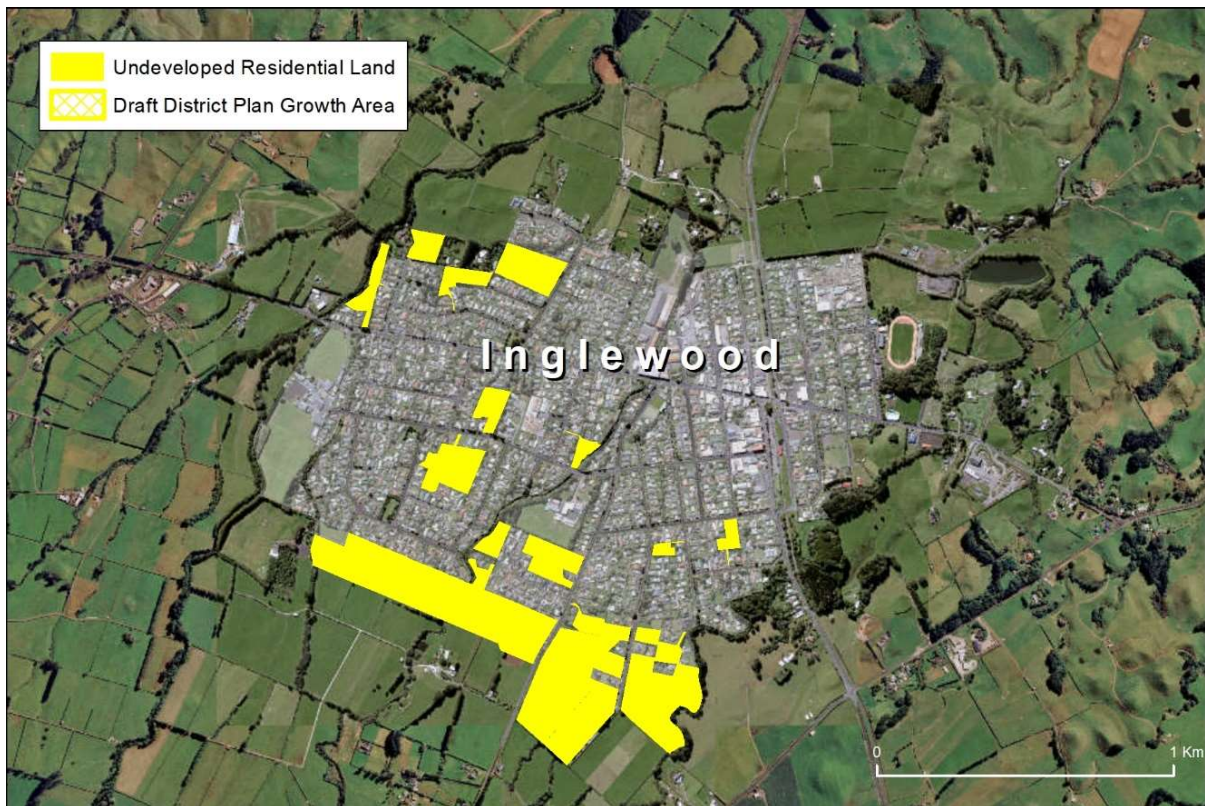 Undeveloped Residential Land
Draft District Plan Growth Area
Inglewood
0 1 Km